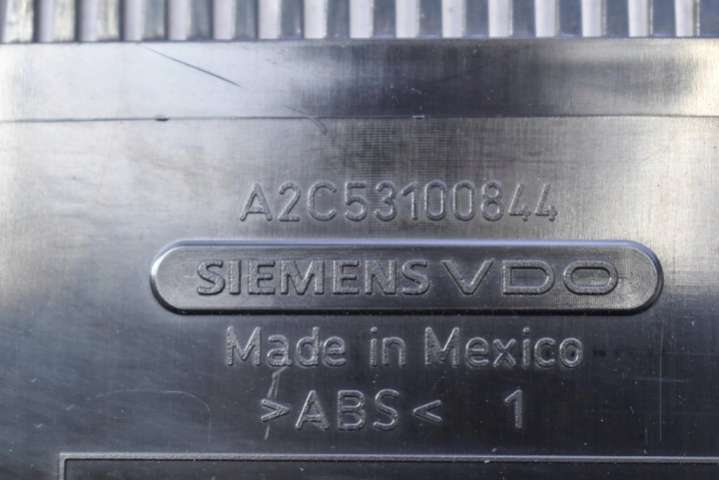 A2C53100844
SIEMENS VDO
Made in Mexico
>ABS< 1